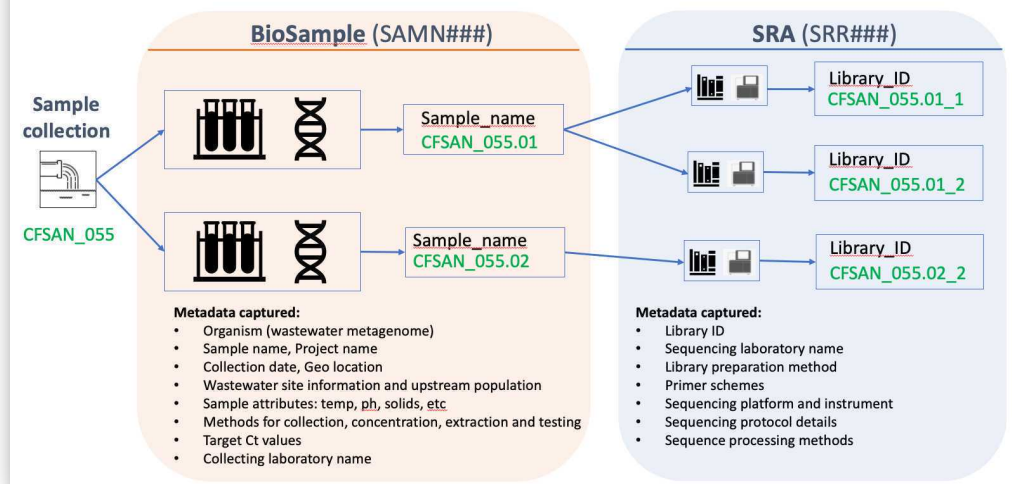 BioSample (SAMN###)
SRA (SRR###)
Sample
collection
CFSAN_055
Sample_name
CFSAN_055.01
Sample_name
CFSAN_055.02
Library_ID
CFSAN_055.01_1
Library_ID
CFSAN_055.01_2
Library_ID
CFSAN_055.02_2
Metadata captured:
• Organism (wastewater metagenome)
• Sample name, Project name
• Collection date, Geo location
• Wastewater site information and upstream population
• Sample attributes: temp, ph, solids, etc
• Methods for collection, concentration, extraction and testing
• Target Ct values
• Collecting laboratory name
Metadata captured:
• Library ID
• Sequencing laboratory name
• Library preparation method
• Primer schemes
• Sequencing platform and instrument
• Sequencing protocol details
• Sequence processing methods